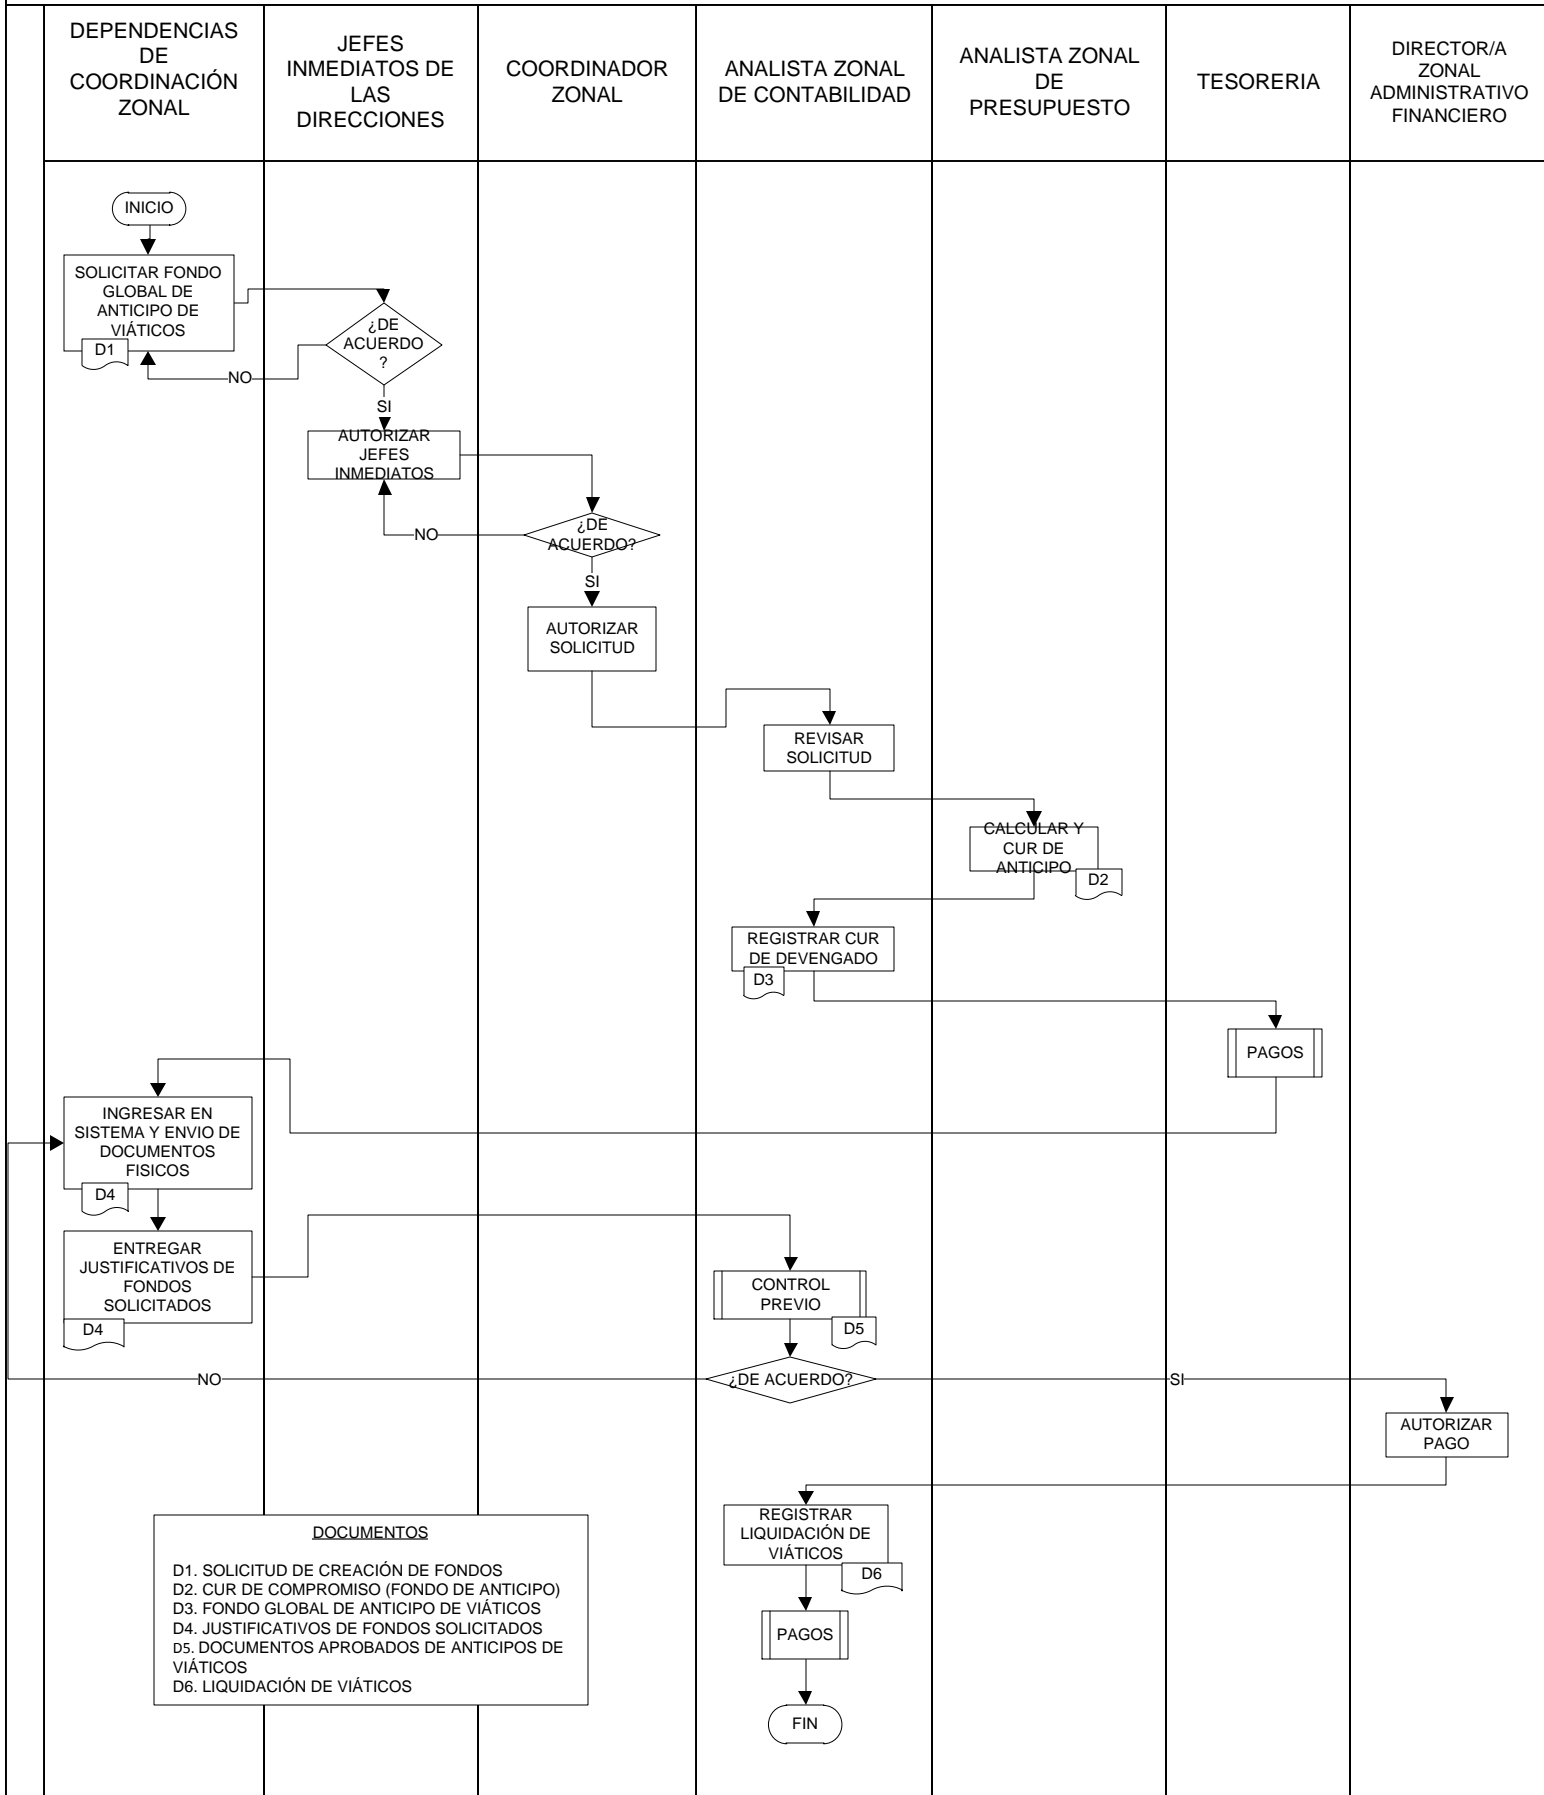 DEPENDENCIAS
DE
COORDINACIÓN
ZONAL
JEFES
INMEDIATOS DE
LAS
DIRECCIONES
COORDINADOR
ZONAL
ANALISTA ZONAL
DE CONTABILIDAD
ANALISTA ZONAL
DE
PRESUPUESTO
TESORERIA
DIRECTOR/A
ZONAL
ADMINISTRATIVO
FINANCIERO
INICIO
SOLICITAR FONDO
GLOBAL DE
ANTICIPO DE
VIÁTICOS
D1
¿DE
ACUERDO
?
NO
SI
AUTORIZAR
JEFES
INMEDIATOS
¿DE
ACUERDO?
NO
SI
AUTORIZAR
SOLICITUD
REVISAR
SOLICITUD
CALCULAR Y
CUR DE
ANTICIPO
D2
REGISTRAR CUR
DE DEVENGADO
D3
PAGOS
INGRESAR EN
SISTEMA Y ENVIO DE
DOCUMENTOS
FISICOS
D4
ENTREGAR
JUSTIFICATIVOS DE
FONDOS
SOLICITADOS
D4
CONTROL
PREVIO
D5
¿DE ACUERDO?
NO
SI
AUTORIZAR
PAGO
REGISTRAR
LIQUIDACIÓN DE
VIÁTICOS
D6
PAGOS
FIN
DOCUMENTOS
D1. SOLICITUD DE CREACIÓN DE FONDOS
D2. CUR DE COMPROMISO (FONDO DE ANTICIPO)
D3. FONDO GLOBAL DE ANTICIPO DE VIÁTICOS
D4. JUSTIFICATIVOS DE FONDOS SOLICITADOS
D5. DOCUMENTOS APROBADOS DE ANTICIPOS DE
VIÁTICOS
D6. LIQUIDACIÓN DE VIÁTICOS